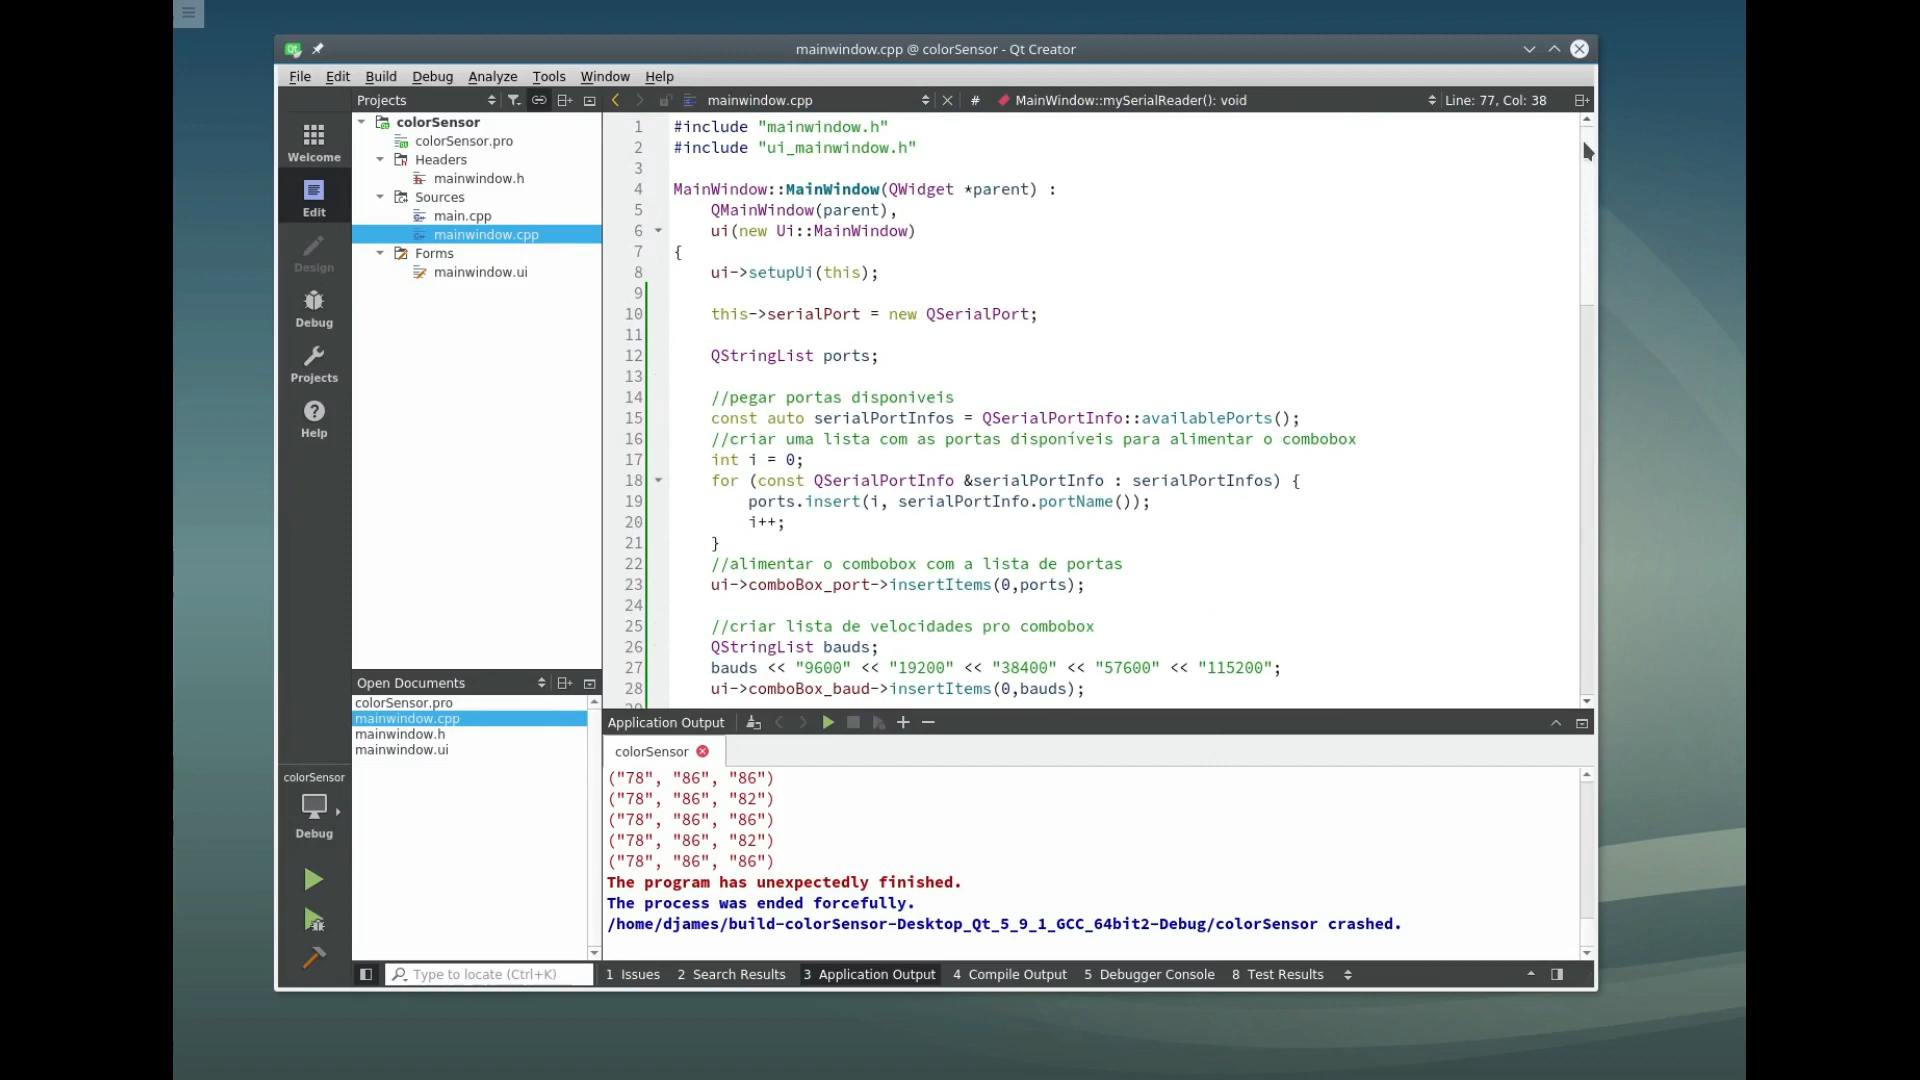 mainwindow.cpp @ colorSensor - Qt Creator
File Edit Build Debug Analyze Tools Window Help
Projects
mainwindow.cpp
# MainWindow::mySerialReader(): void
Line: 77, Col: 38
Welcome
Edit
Design
Debug
Projects
Help
colorSensor
Debug
colorSensor
colorSensor.pro
Headers
mainwindow.h
Sources
main.cpp
mainwindow.cpp
Forms
mainwindow.ui
Open Documents
colorSensor.pro
mainwindow.cpp
mainwindow.h
mainwindow.ui
1 #include "mainwindow.h"
2 #include "ui_mainwindow.h"
3
4 MainWindow::MainWindow(QWidget *parent) :
5 QMainWindow(parent),
6 ui(new Ui::MainWindow)
7 {
8 ui->setupUi(this);
9
10 this->serialPort = new QSerialPort;
11
12 QStringList ports;
13
14 //pegar portas disponiveis
15 const auto serialPortInfos = QSerialPortInfo::availablePorts();
16 //criar uma lista com as portas disponíveis para alimentar o combobox
17 int i = 0;
18 for (const QSerialPortInfo &serialPortInfo : serialPortInfos) {
19 ports.insert(i, serialPortInfo.portName());
20 i++;
21 }
22 //alimentar o combobox com a lista de portas
23 ui->comboBox_port->insertItems(0,ports);
24
25 //criar lista de velocidades pro combobox
26 QStringList bauds;
27 bauds << "9600" << "19200" << "38400" << "57600" << "115200";
28 ui->comboBox_baud->insertItems(0,bauds);
Application Output
colorSensor
("78", "86", "86")
("78", "86", "82")
("78", "86", "86")
("78", "86", "82")
("78", "86", "86")
The program has unexpectedly finished.
The process was ended forcefully.
/home/djames/build-colorSensor-Desktop_Qt_5_9_1_GCC_64bit2-Debug/colorSensor crashed.
Type to locate (Ctrl+K)
1 Issues 2 Search Results 3 Application Output 4 Compile Output 5 Debugger Console 8 Test Results